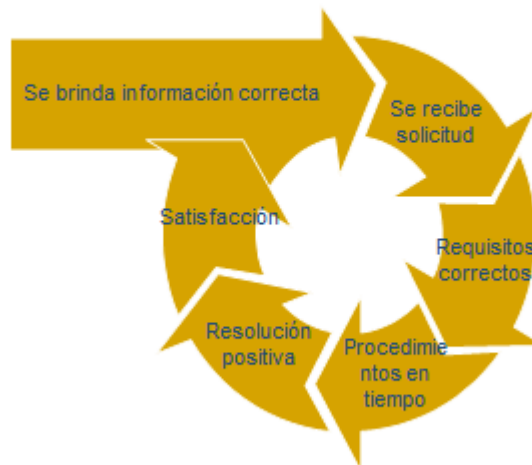 Se brinda información correcta
Se recibe
solicitud
Requisitos
correctos
Procedimie
ntos en
tiempo
Resolución
positiva
Satisfacción